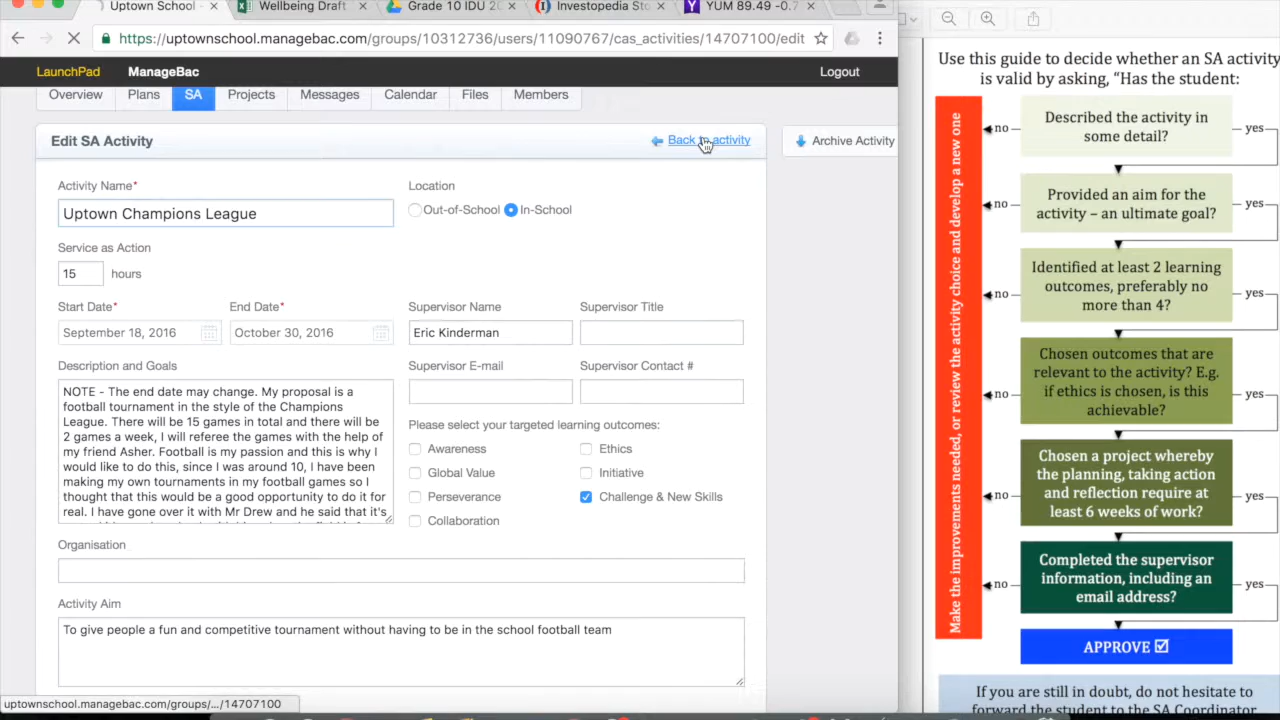 Uptown School -
Wellbeing Draft
Grade 10 IDU 20
Investopedia Sto
YUM 89.49 -0.7
https://uptownschool.managebac.com/groups/10312736/users/11090767/cas_activities/14707100/edit
LaunchPad
ManageBac
Logout
Overview
Plans
SA
Projects
Messages
Calendar
Files
Members
Edit SA Activity
Back to activity
Archive Activity
Activity Name*
Uptown Champions League
Location
Out-of-School
In-School
Service as Action
15
hours
Start Date*
End Date*
Supervisor Name
Supervisor Title
September 18, 2016
October 30, 2016
Eric Kinderman
Description and Goals
Supervisor E-mail
Supervisor Contact #
NOTE - The end date may change My proposal is a
football tournament in the style of the Champions
League. There will be 15 games in total and there will be
2 games a week, I will referee the games with the help of
my friend Asher. Football is my passion and this is why I
would like to do this, since I was around 10, I have been
making my own tournaments in my football games so I
thought that this would be a good opportunity to do it for
real. I have gone over it with Mr Drew and he said that it's
Please select your targeted learning outcomes:
Awareness
Ethics
Global Value
Initiative
Perseverance
Challenge & New Skills
Collaboration
Organisation
Activity Aim
To give people a fun and competitive tournament without having to be in the school football team
uptownschool.managebac.com/groups/.../14707100
Use this guide to decide whether an SA activity
is valid by asking, “Has the student:
Make the improvements needed, or review the activity choice and develop a new one
no
Described the activity in
some detail?
yes
no
Provided an aim for the
activity – an ultimate goal?
yes
no
Identified at least 2 learning
outcomes, preferably no
more than 4?
yes
no
Chosen outcomes that are
relevant to the activity? E.g.
if ethics is chosen, is this
achievable?
yes
no
Chosen a project whereby
the planning, taking action
and reflection require at
least 6 weeks of work?
yes
no
Completed the supervisor
information, including an
email address?
yes
APPROVE
If you are still in doubt, do not hesitate to
forward the student to the SA Coordinator